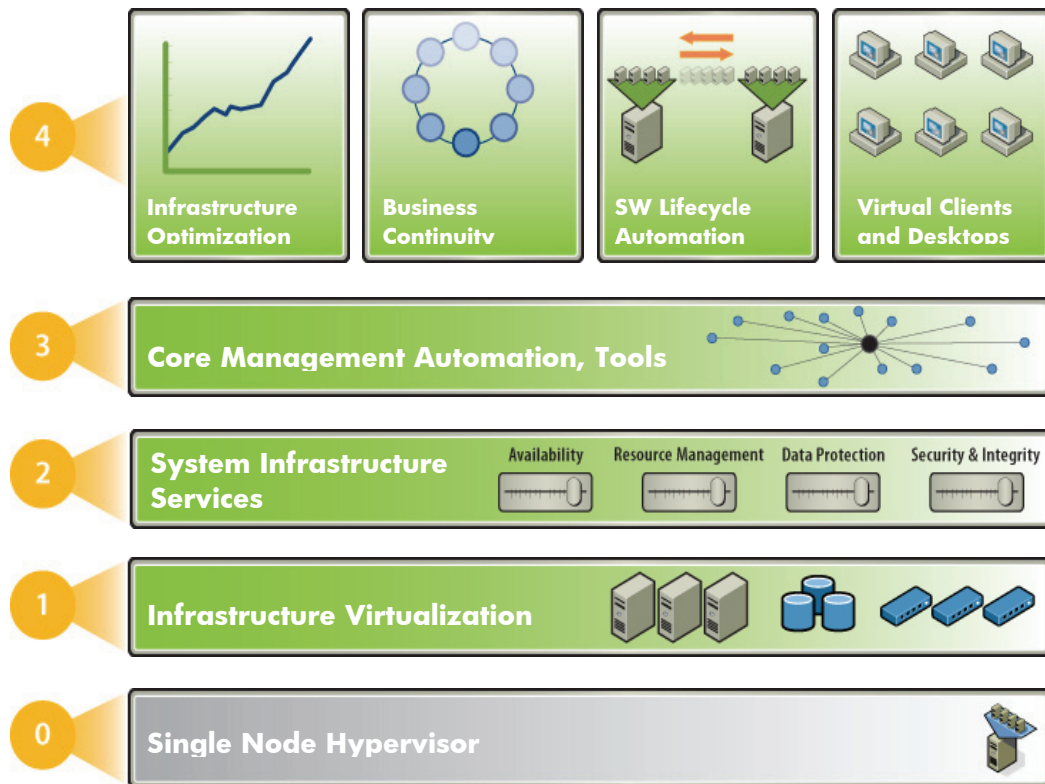 4
Infrastructure
Optimization
Business
Continuity
SW Lifecycle
Automation
Virtual Clients
and Desktops
3
Core Management Automation, Tools
2
System Infrastructure
Services
Availability
Resource Management
Data Protection
Security & Integrity
1
Infrastructure Virtualization
0
Single Node Hypervisor